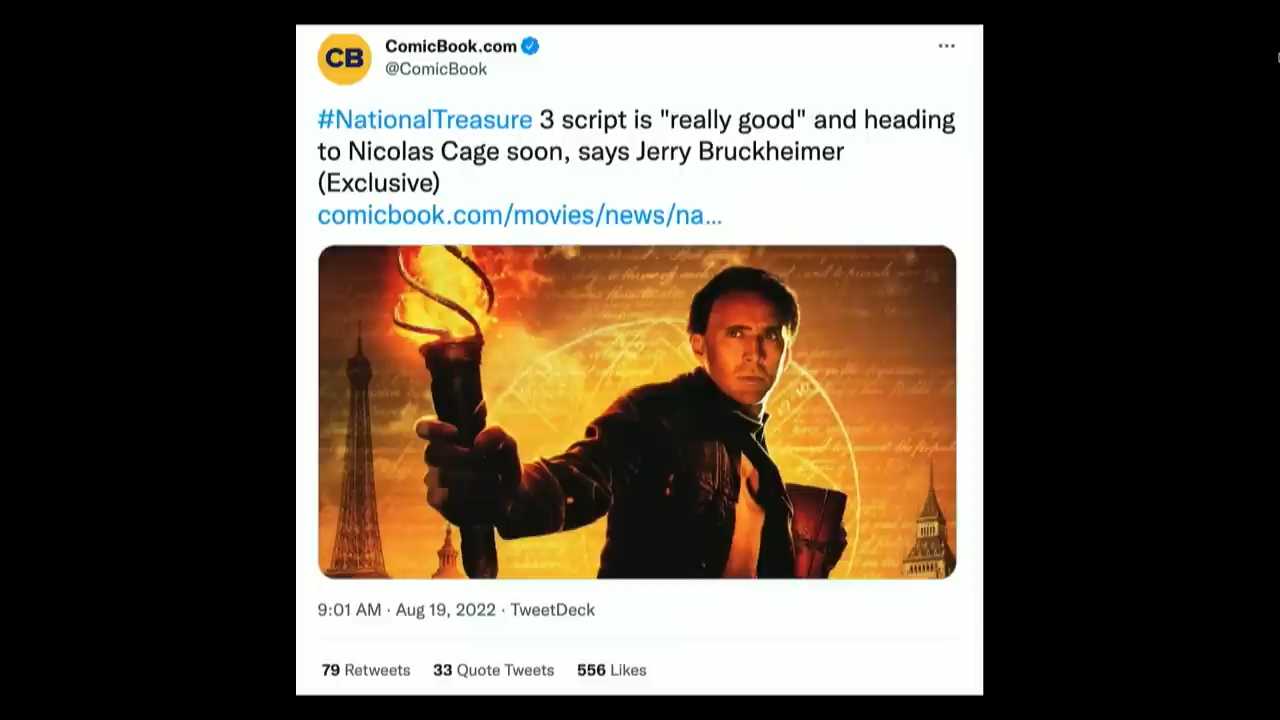 CB
ComicBook.com
@ComicBook
#NationalTreasure 3 script is "really good" and heading
to Nicolas Cage soon, says Jerry Bruckheimer
(Exclusive)
comicbook.com/movies/news/na...
9:01 AM · Aug 19, 2022 · TweetDeck
79 Retweets 33 Quote Tweets 556 Likes